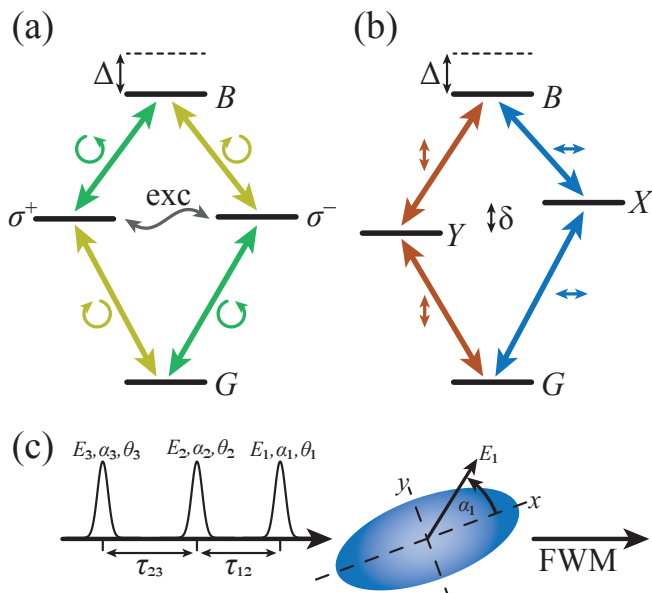 (a)
Δ
B
σ⁺
exc
σ⁻
G
(b)
Δ
B
X
Y
δ
G
(c)
E₃, α₃, θ₃
E₂, α₂, θ₂
E₁, α₁, θ₁
τ₂₃
τ₁₂
E₁
y
α₁
x
FWM